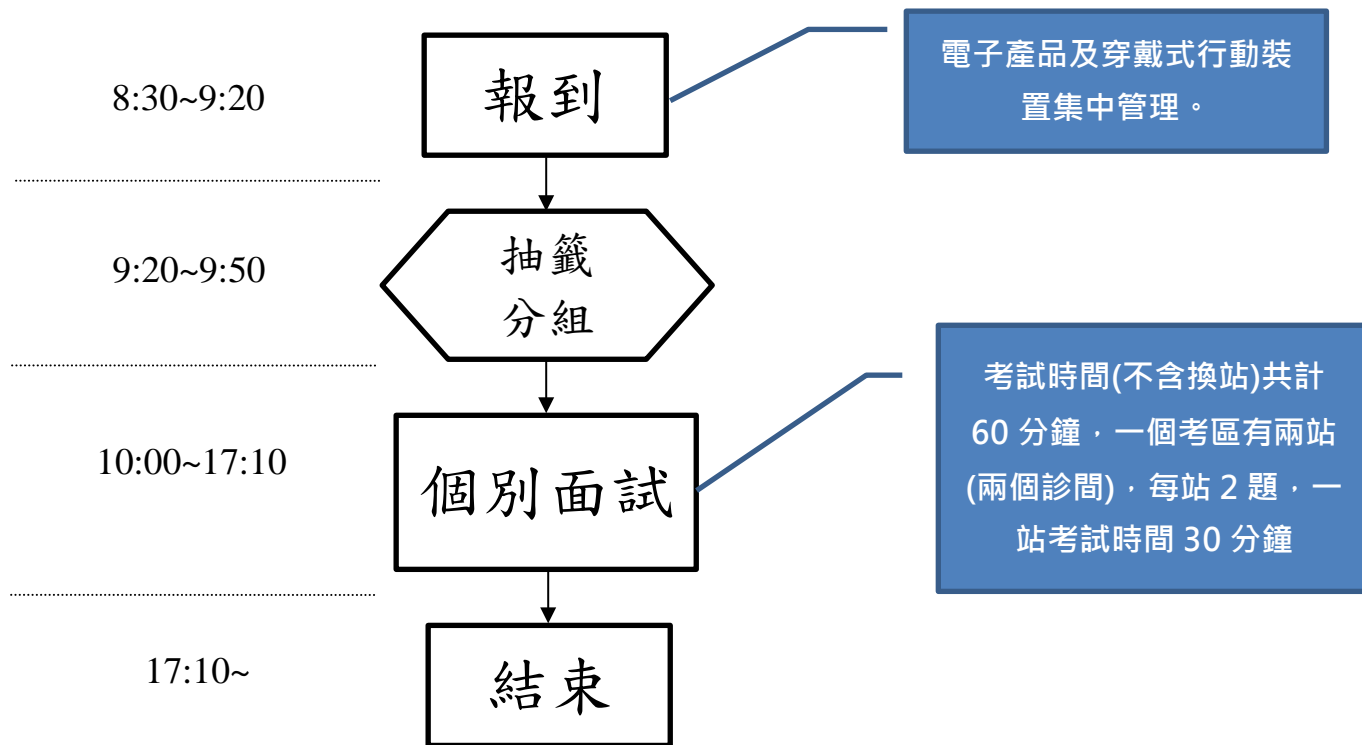 8:30~9:20
報到
電子產品及穿戴式行動裝
置集中管理。
9:20~9:50
抽籤
分組
10:00~17:10
個別面試
考試時間(不含換站)共計
60 分鐘，一個考區有兩站
(兩個診間)，每站 2 題，一
站考試時間 30 分鐘
17:10~
結束